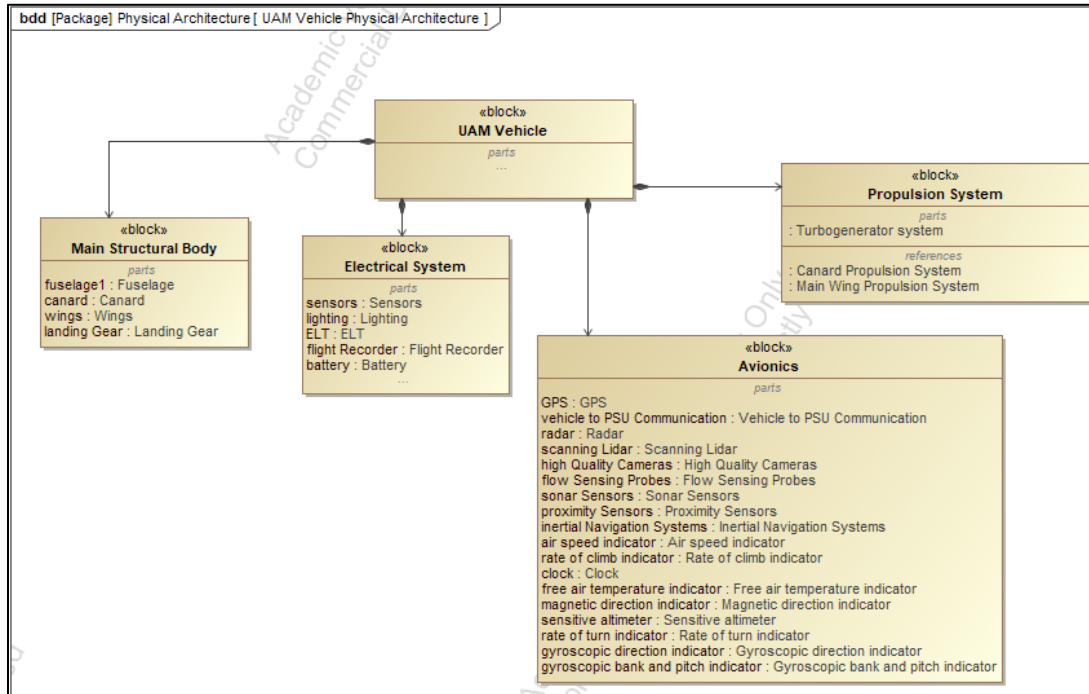 bdd [Package] Physical Architecture [ UAM Vehicle Physical Architecture ]
Academic
Commercial
«block»
UAM Vehicle
parts
...
«block»
Main Structural Body
parts
fuselage1 : Fuselage
canard : Canard
wings : Wings
landing Gear : Landing Gear
«block»
Electrical System
parts
sensors : Sensors
lighting : Lighting
ELT : ELT
flight Recorder : Flight Recorder
battery : Battery
...
«block»
Propulsion System
parts
: Turbogenerator system
references
: Canard Propulsion System
: Main Wing Propulsion System
Only
«block»
Avionics
parts
GPS : GPS
vehicle to PSU Communication : Vehicle to PSU Communication
radar : Radar
scanning Lidar : Scanning Lidar
high Quality Cameras : High Quality Cameras
flow Sensing Probes : Flow Sensing Probes
sonar Sensors : Sonar Sensors
proximity Sensors : Proximity Sensors
inertial Navigation Systems : Inertial Navigation Systems
air speed indicator : Air speed indicator
rate of climb indicator : Rate of climb indicator
clock : Clock
free air temperature indicator : Free air temperature indicator
magnetic direction indicator : Magnetic direction indicator
sensitive altimeter : Sensitive altimeter
rate of turn indicator : Rate of turn indicator
gyroscopic direction indicator : Gyroscopic direction indicator
gyroscopic bank and pitch indicator : Gyroscopic bank and pitch indicator